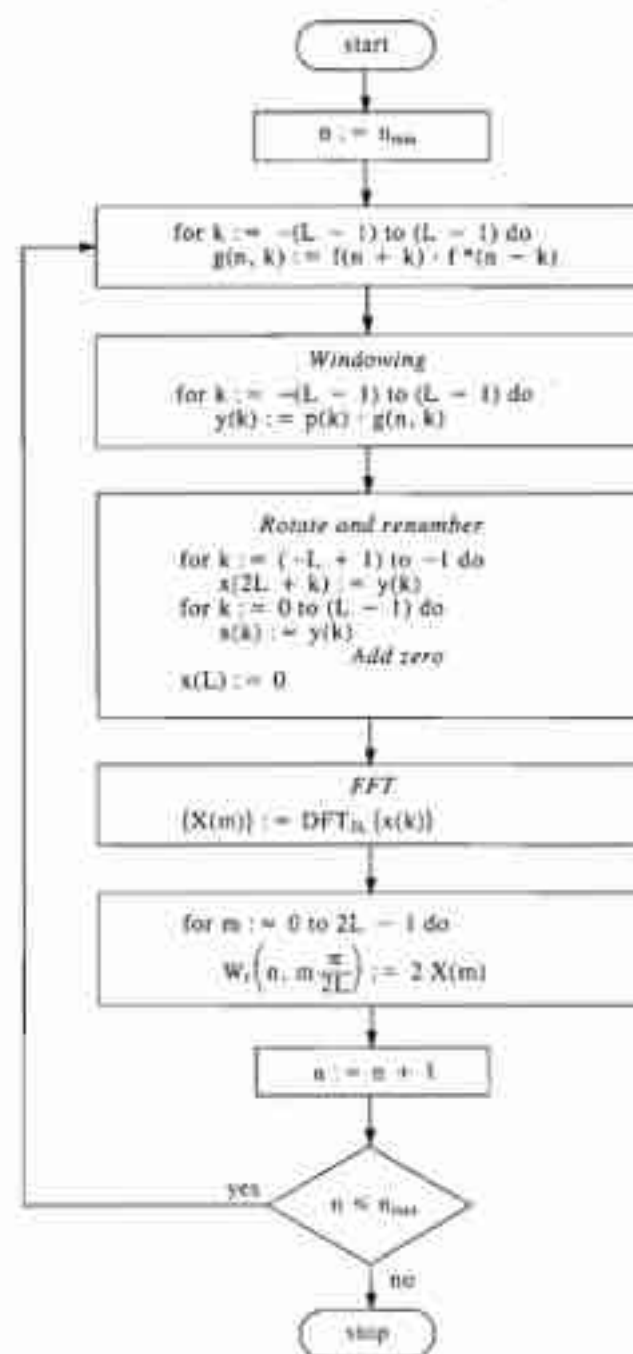 start
n := n_min
for k := -(L - 1) to (L - 1) do
g(n, k) := f(n + k) · f*(n - k)
Windowing
for k := -(L - 1) to (L - 1) do
y(k) := p(k) · g(n, k)
Rotate and renumber
for k := (-L + 1) to -1 do
x(2L + k) := y(k)
for k := 0 to (L - 1) do
x(k) := y(k)
Add zero
x(L) := 0
FFT
{X(m)} := DFT_2L {x(k)}
for m := 0 to 2L - 1 do
W_f(n, m π/2L) := 2 X(m)
n := n + 1
yes
n ≤ n_max
no
stop